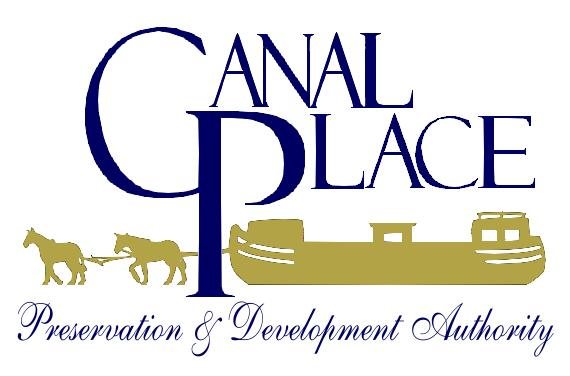 CANAL
PLACE
Preservation & Development Authority